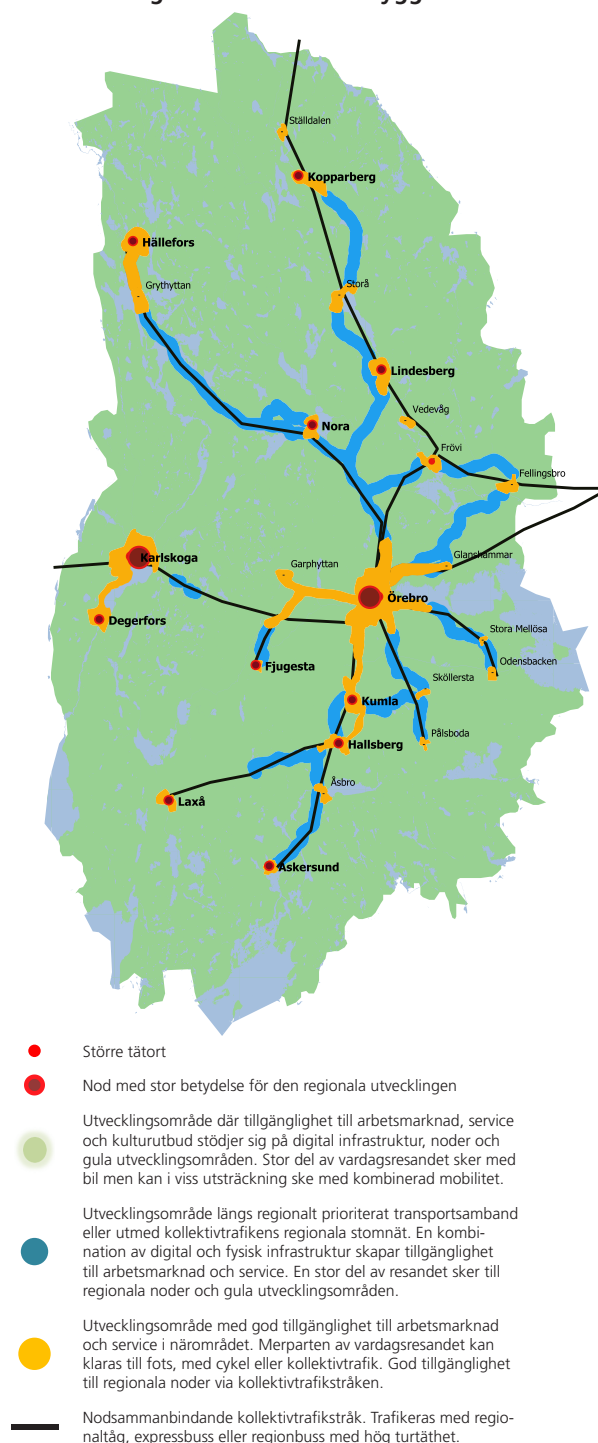 Ställdalen
Kopparberg
Hällefors
Grythyttan
Storå
Lindesberg
Vedevåg
Nora
Frövi
Fellingsbro
Karlskoga
Garphyttan
Glanshammar
Örebro
Degerfors
Stora Mellösa
Fjugesta
Odensbacken
Sköllersta
Kumla
Pålsboda
Hallsberg
Åsbro
Laxå
Askersund
Större tätort
Nod med stor betydelse för den regionala utvecklingen
Utvecklingsområde där tillgänglighet till arbetsmarknad, service
och kulturutbud stödjer sig på digital infrastruktur, noder och
gula utvecklingsområden. Stor del av vardagsresandet sker med
bil men kan i viss utsträckning ske med kombinerad mobilitet.
Utvecklingsområde längs regionalt prioriterat transportsamband
eller utmed kollektivtrafikens regionala stomnät. En kombi-
nation av digital och fysisk infrastruktur skapar tillgänglighet
till arbetsmarknad och service. En stor del av resandet sker till
regionala noder och gula utvecklingsområden.
Utvecklingsområde med god tillgänglighet till arbetsmarknad
och service i närområdet. Merparten av vardagsresandet kan
klaras till fots, med cykel eller kollektivtrafik. God tillgänglighet
till regionala noder via kollektivtrafikstråken.
Nodsammanbindande kollektivtrafikstråk. Trafikeras med regio-
naltåg, expressbuss eller regionbuss med hög turtäthet.